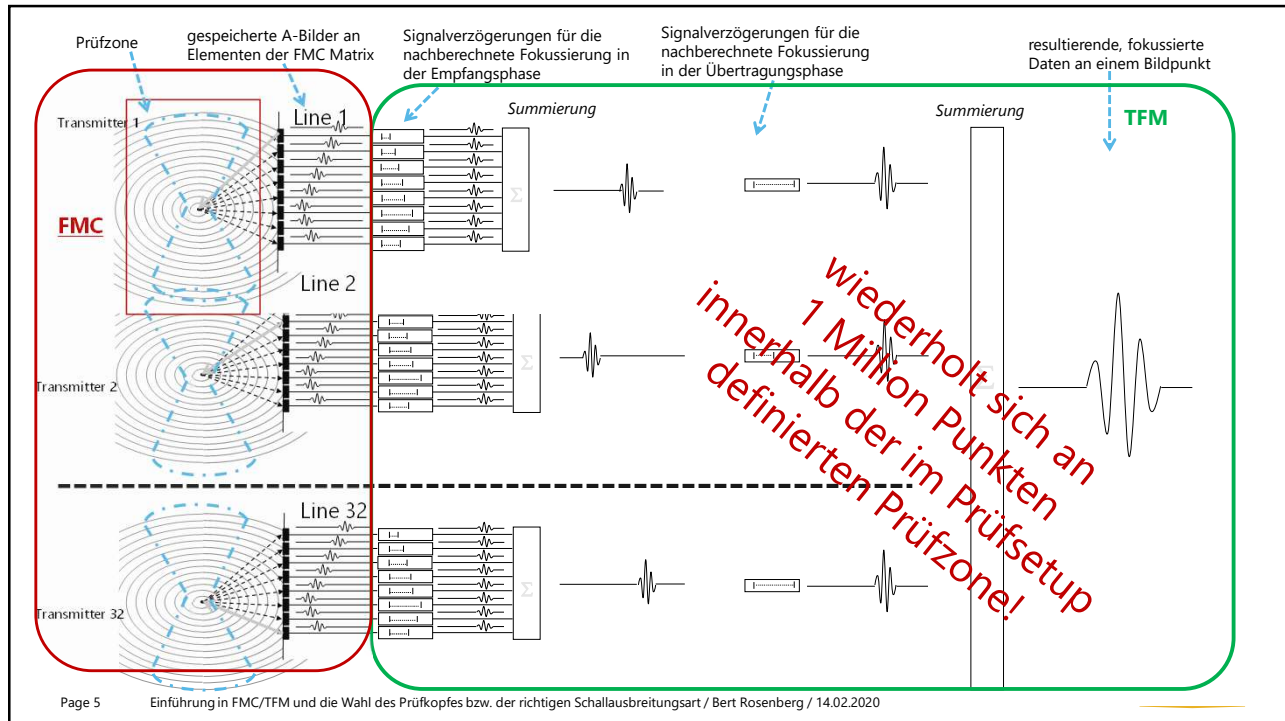 Prüfzone
gespeicherte A-Bilder an
Elementen der FMC Matrix
Signalverzögerungen für die
nachberechnete Fokussierung in
der Empfangsphase
Signalverzögerungen für die
nachberechnete Fokussierung
in der Übertragungsphase
resultierende, fokussierte
Daten an einem Bildpunkt
Summierung
Summierung
TFM
Transmitter 1
Line 1
FMC
Σ
Line 2
Transmitter 2
Σ
Σ
Line 32
Transmitter 32
Σ
wiederholt sich an
1 Million Punkten
innerhalb der im Prüfsetup
definierten Prüfzone!
Page 5 Einführung in FMC/TFM und die Wahl des Prüfkopfes bzw. der richtigen Schallausbreitungsart / Bert Rosenberg / 14.02.2020